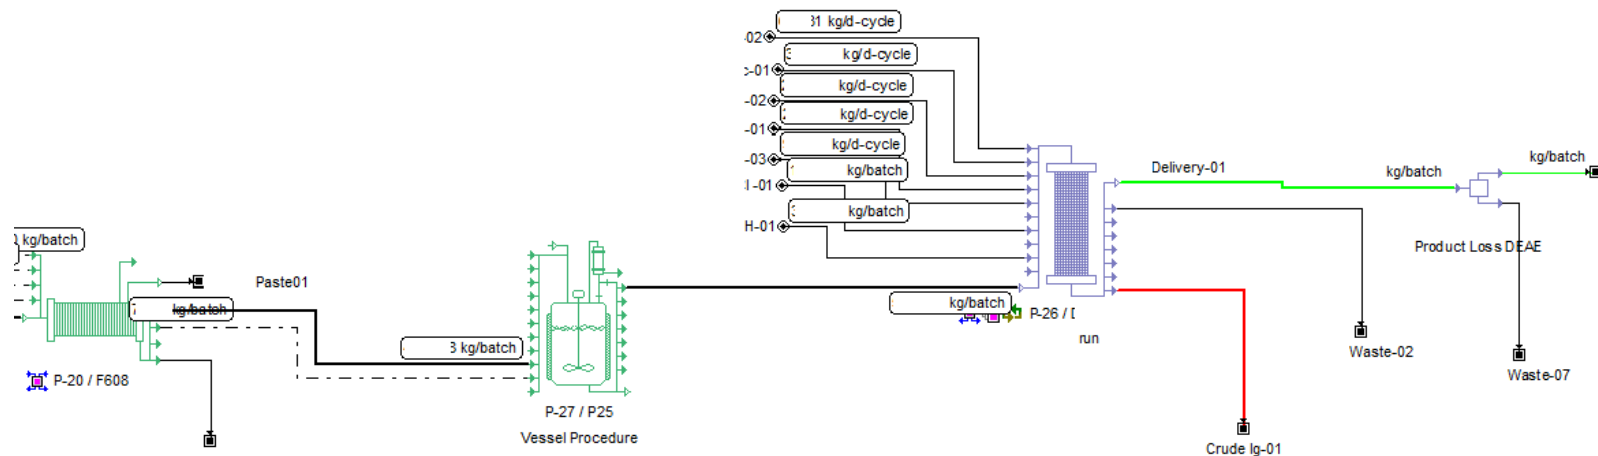 31 kg/d-cycle
-02
kg/d-cycle
-01
kg/d-cycle
-02
kg/d-cycle
-01
kg/d-cycle
-03
kg/batch
-01
kg/batch
H-01
Delivery-01
kg/batch
kg/batch
Product Loss DEAE
kg/batch
Paste01
kg/batch
P-20 / F608
3 kg/batch
P-27 / P25
Vessel Procedure
kg/batch
P-26 /
run
Waste-02
Waste-07
Crude Ig-01